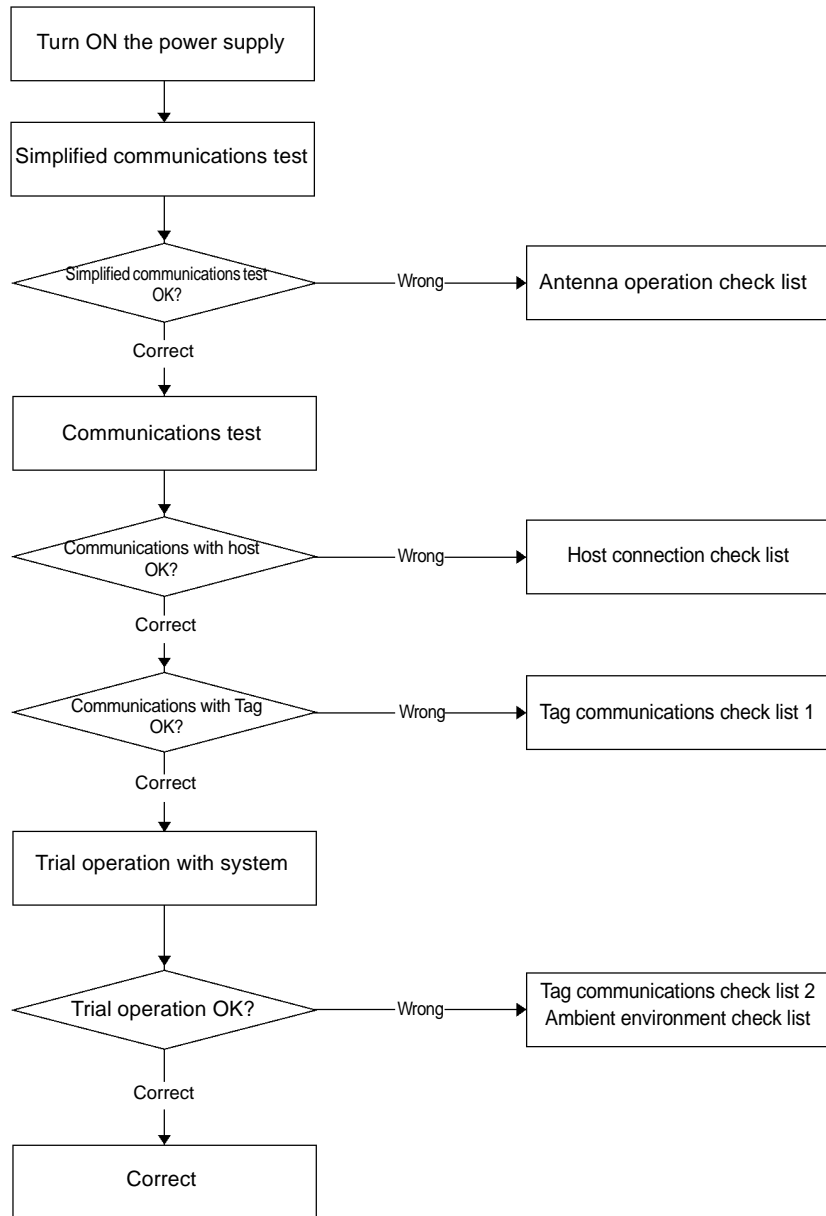 Turn ON the power supply
Simplified communications test
Simplified communications test
OK?
Wrong
Antenna operation check list
Correct
Communications test
Communications with host
OK?
Wrong
Host connection check list
Correct
Communications with Tag
OK?
Wrong
Tag communications check list 1
Correct
Trial operation with system
Trial operation OK?
Wrong
Tag communications check list 2
Ambient environment check list
Correct
Correct